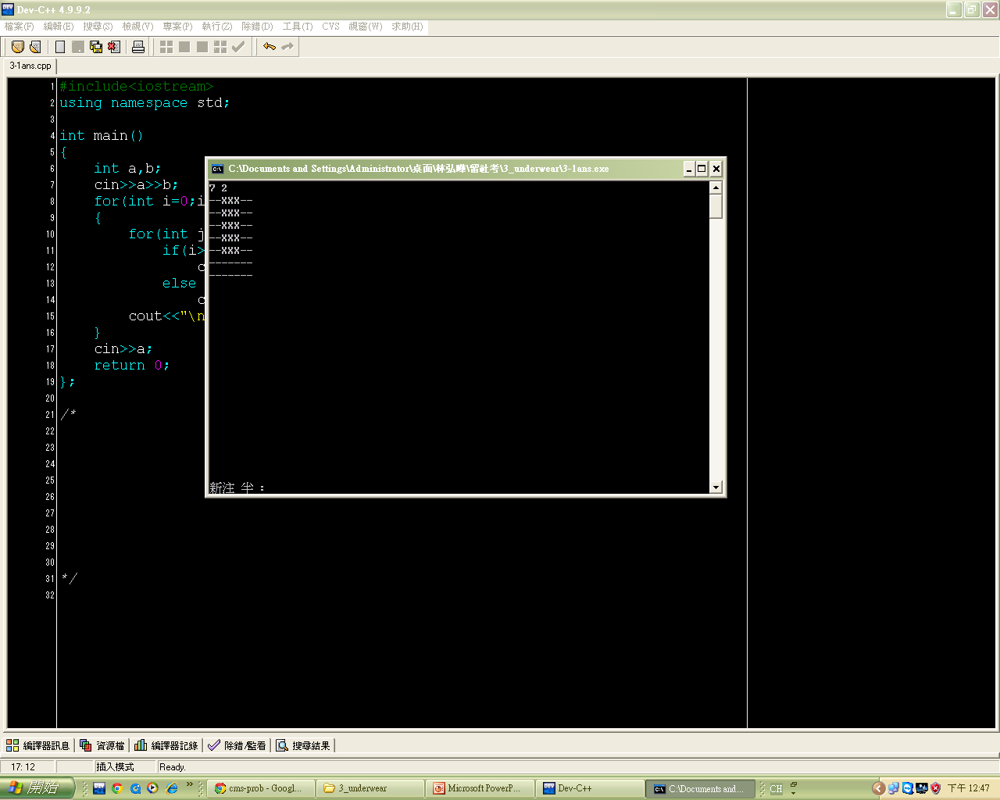 Dev-C++ 4.9.9.2
檔案(F) 編輯(E) 搜尋(S) 檢視(V) 專案(P) 執行(Z) 除錯(D) 工具(T) CVS 視窗(W) 求助(H)
3-1ans.cpp
1 #include<iostream>
2 using namespace std;
3
4 int main()
5 {
6 int a,b;
7 cin>>a>>b;
8 for(int i=0;i
9 {
10 for(int j
11 if(i>
12 c
13 else
14 c
15 cout<<"\n
16 }
17 cin>>a;
18 return 0;
19 };
20
21 /*
22
23
24
25
26
27
28
29
30
31 */
32
C:\Documents and Settings\Administrator\桌面\林弘曄\留社考\3_underwear\3-1ans.exe
7 2
--XXX--
--XXX--
--XXX--
--XXX--
--XXX--
-------
-------
新注 半 :
編譯器訊息 資源檔 編譯器記錄 除錯/監看 搜尋結果
17: 12 插入模式 Ready.
開始 cms-prob - Googl... 3_underwear Microsoft PowerP... Dev-C++ C:\Documents and... CH 下午 12:47